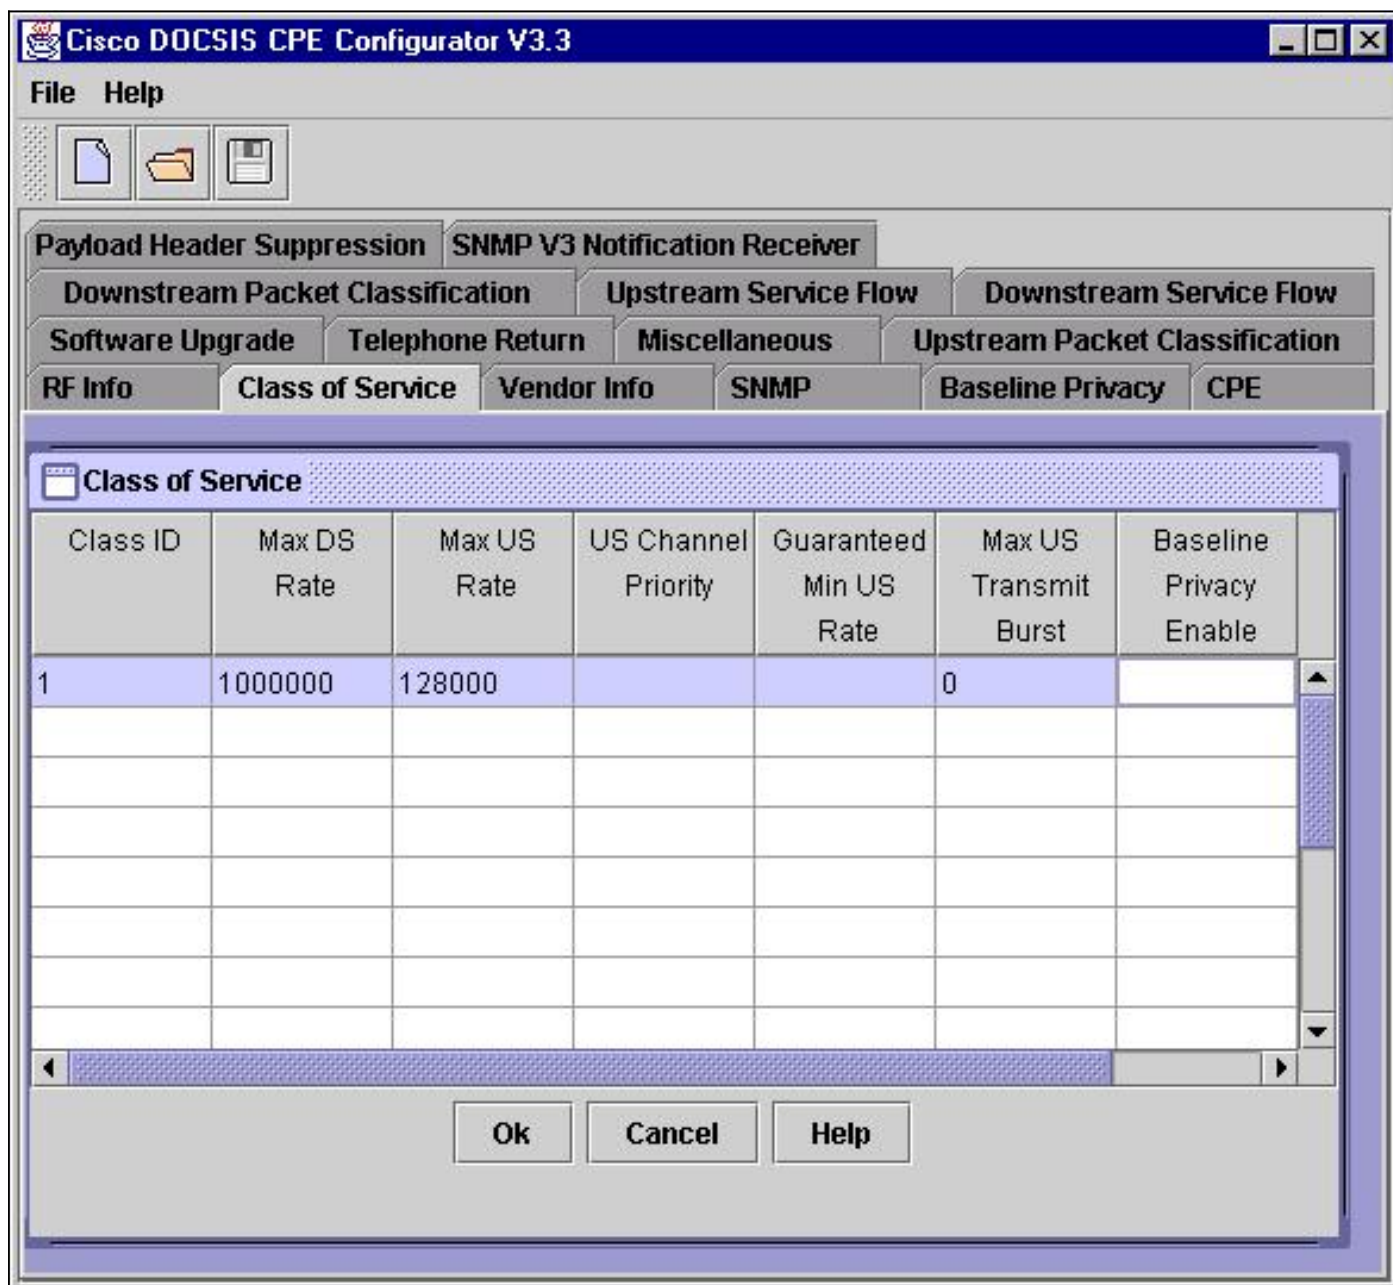 Cisco DOCSIS CPE Configurator V3.3
File Help
Payload Header Suppression SNMP V3 Notification Receiver
Downstream Packet Classification Upstream Service Flow Downstream Service Flow
Software Upgrade Telephone Return Miscellaneous Upstream Packet Classification
RF Info Class of Service Vendor Info SNMP Baseline Privacy CPE
Class of Service
Class ID Max DS Rate Max US Rate US Channel Priority Guaranteed Min US Rate Max US Transmit Burst Baseline Privacy Enable
1 1000000 128000 0
Ok Cancel Help